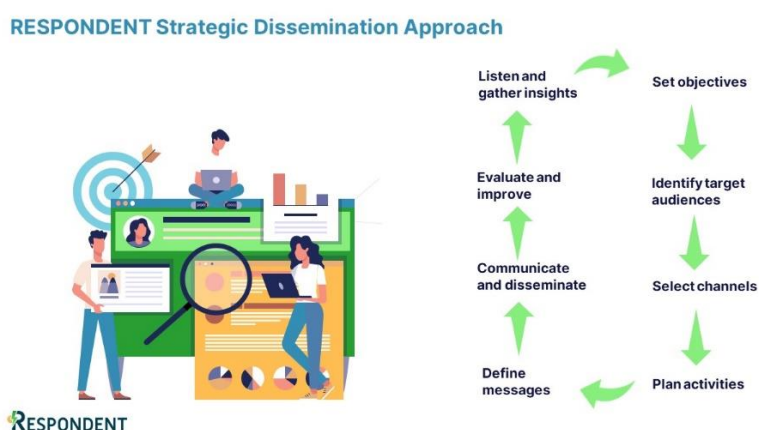 RESPONDENT Strategic Dissemination Approach
Listen and
gather insights
Set objectives
Identify target
audiences
Select channels
Plan activities
Define
messages
Communicate
and disseminate
Evaluate and
improve
RESPONDENT